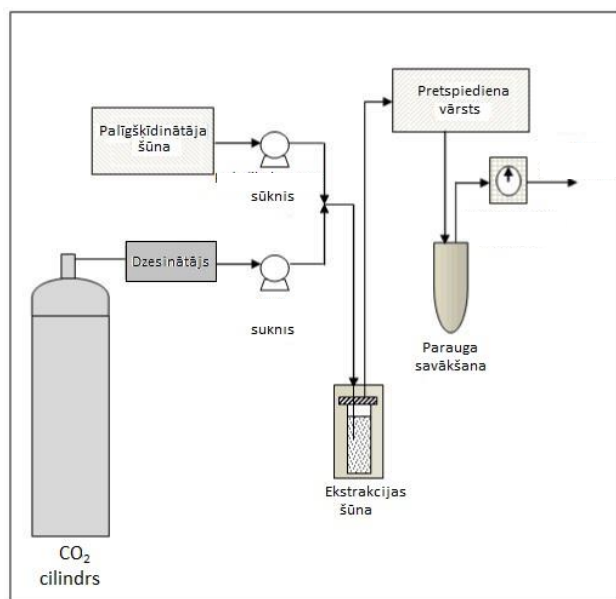 Pretspiediena
vārsts
Palīgšķīdinātāja
šūna
sūknis
Dzesinātājs
suknis
Parauga
savākšana
Ekstrakcijas
šūna
CO₂
cilindrs